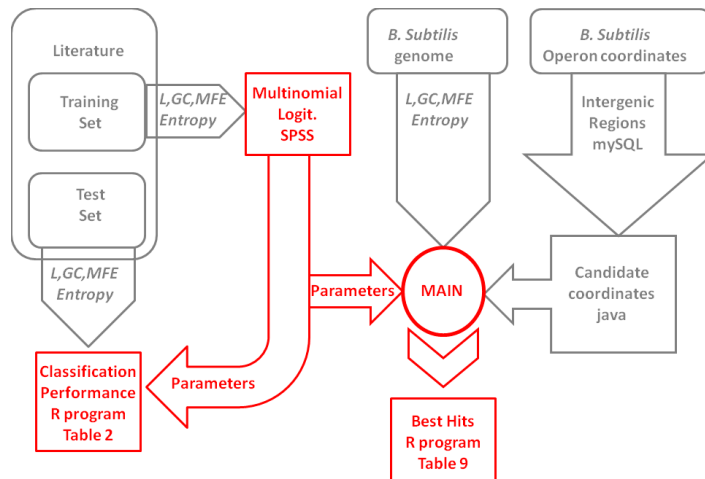 Literature
Training
Set
L,GC,MFE
Entropy
Multinomial
Logit.
SPSS
Test
Set
L,GC,MFE
Entropy
Classification
Performance
R program
Table 2
Parameters
Parameters
B. Subtilis
genome
L,GC,MFE
Entropy
MAIN
Best Hits
R program
Table 9
B. Subtilis
Operon coordinates
Intergenic
Regions
mySQL
Candidate
coordinates
java